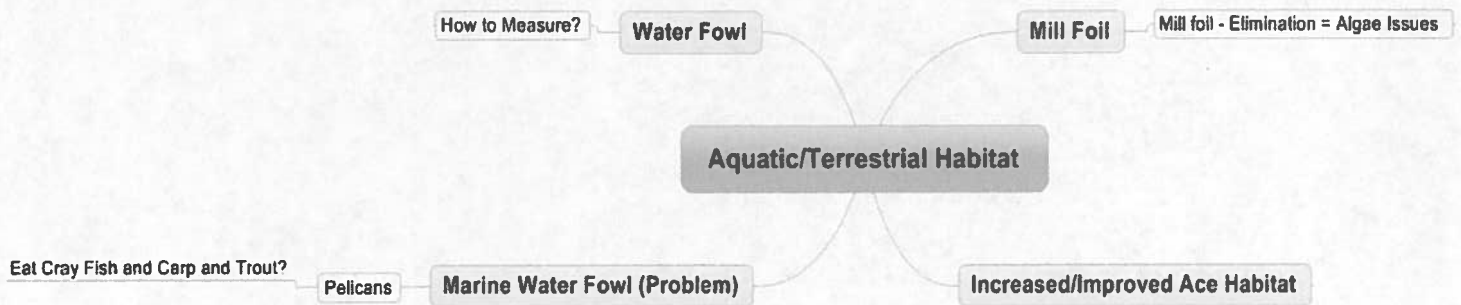 How to Measure?
Water Fowl
Mill Foil
Mill foil - Elimination = Algae Issues
Aquatic/Terrestrial Habitat
Eat Cray Fish and Carp and Trout?
Pelicans
Marine Water Fowl (Problem)
Increased/Improved Ace Habitat